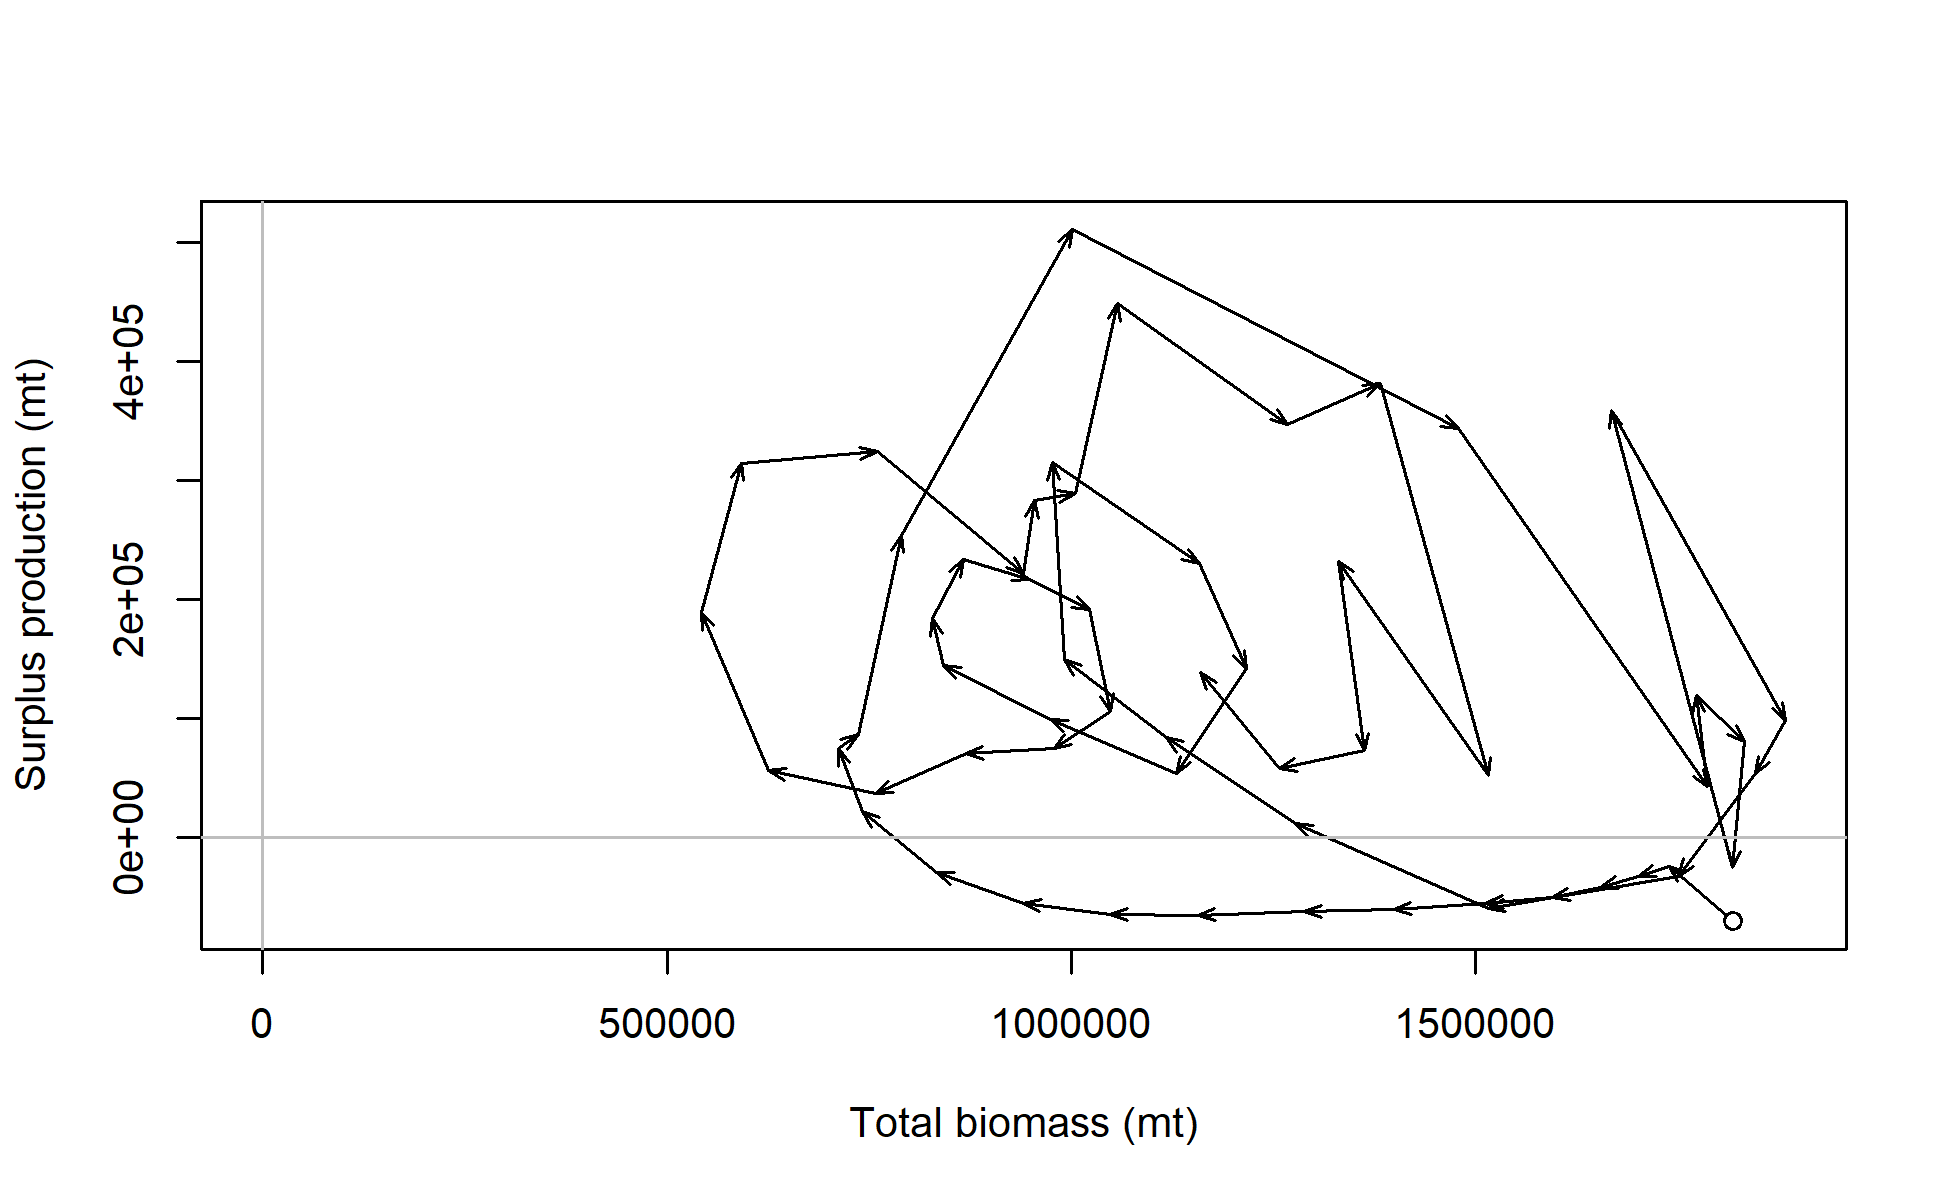 Surplus production (mt)
4e+05
2e+05
0e+00
0 500000 1000000 1500000
Total biomass (mt)